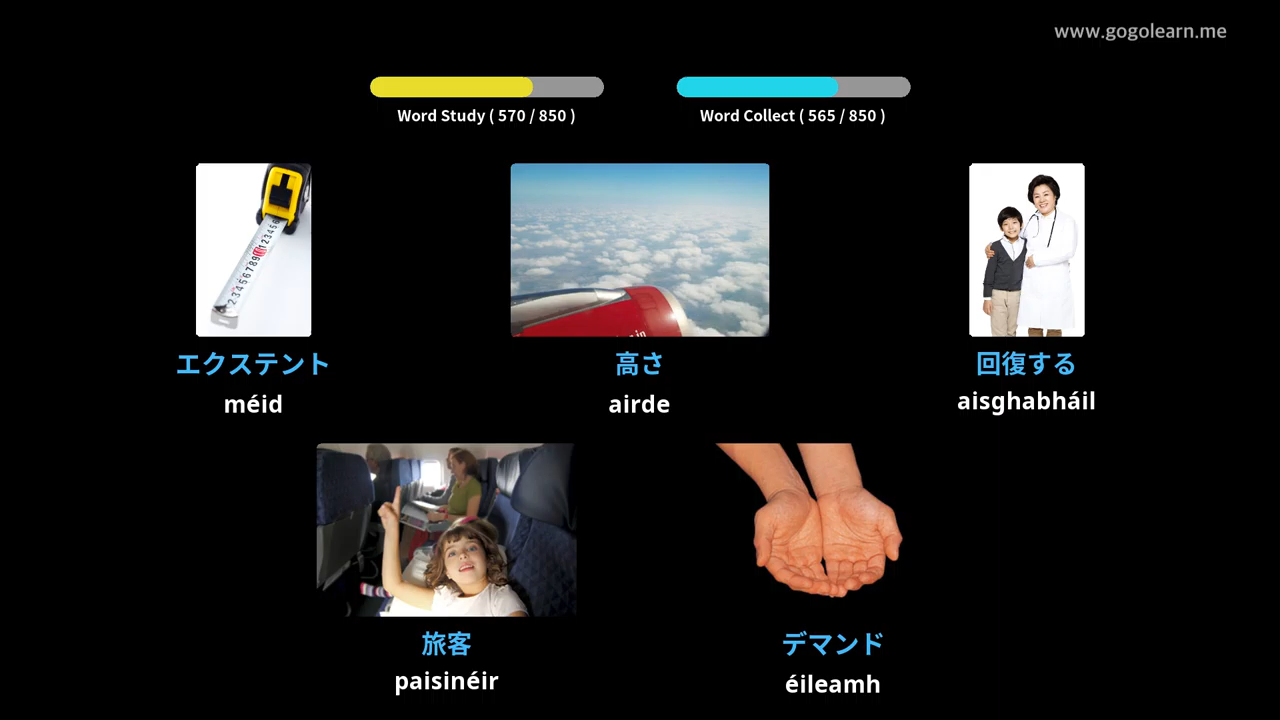 www.gogolearn.me
Word Study ( 570 / 850 )
Word Collect ( 565 / 850 )
エクステント
méid
高さ
airde
回復する
aisghabháil
旅客
paisinéir
デマンド
éileamh